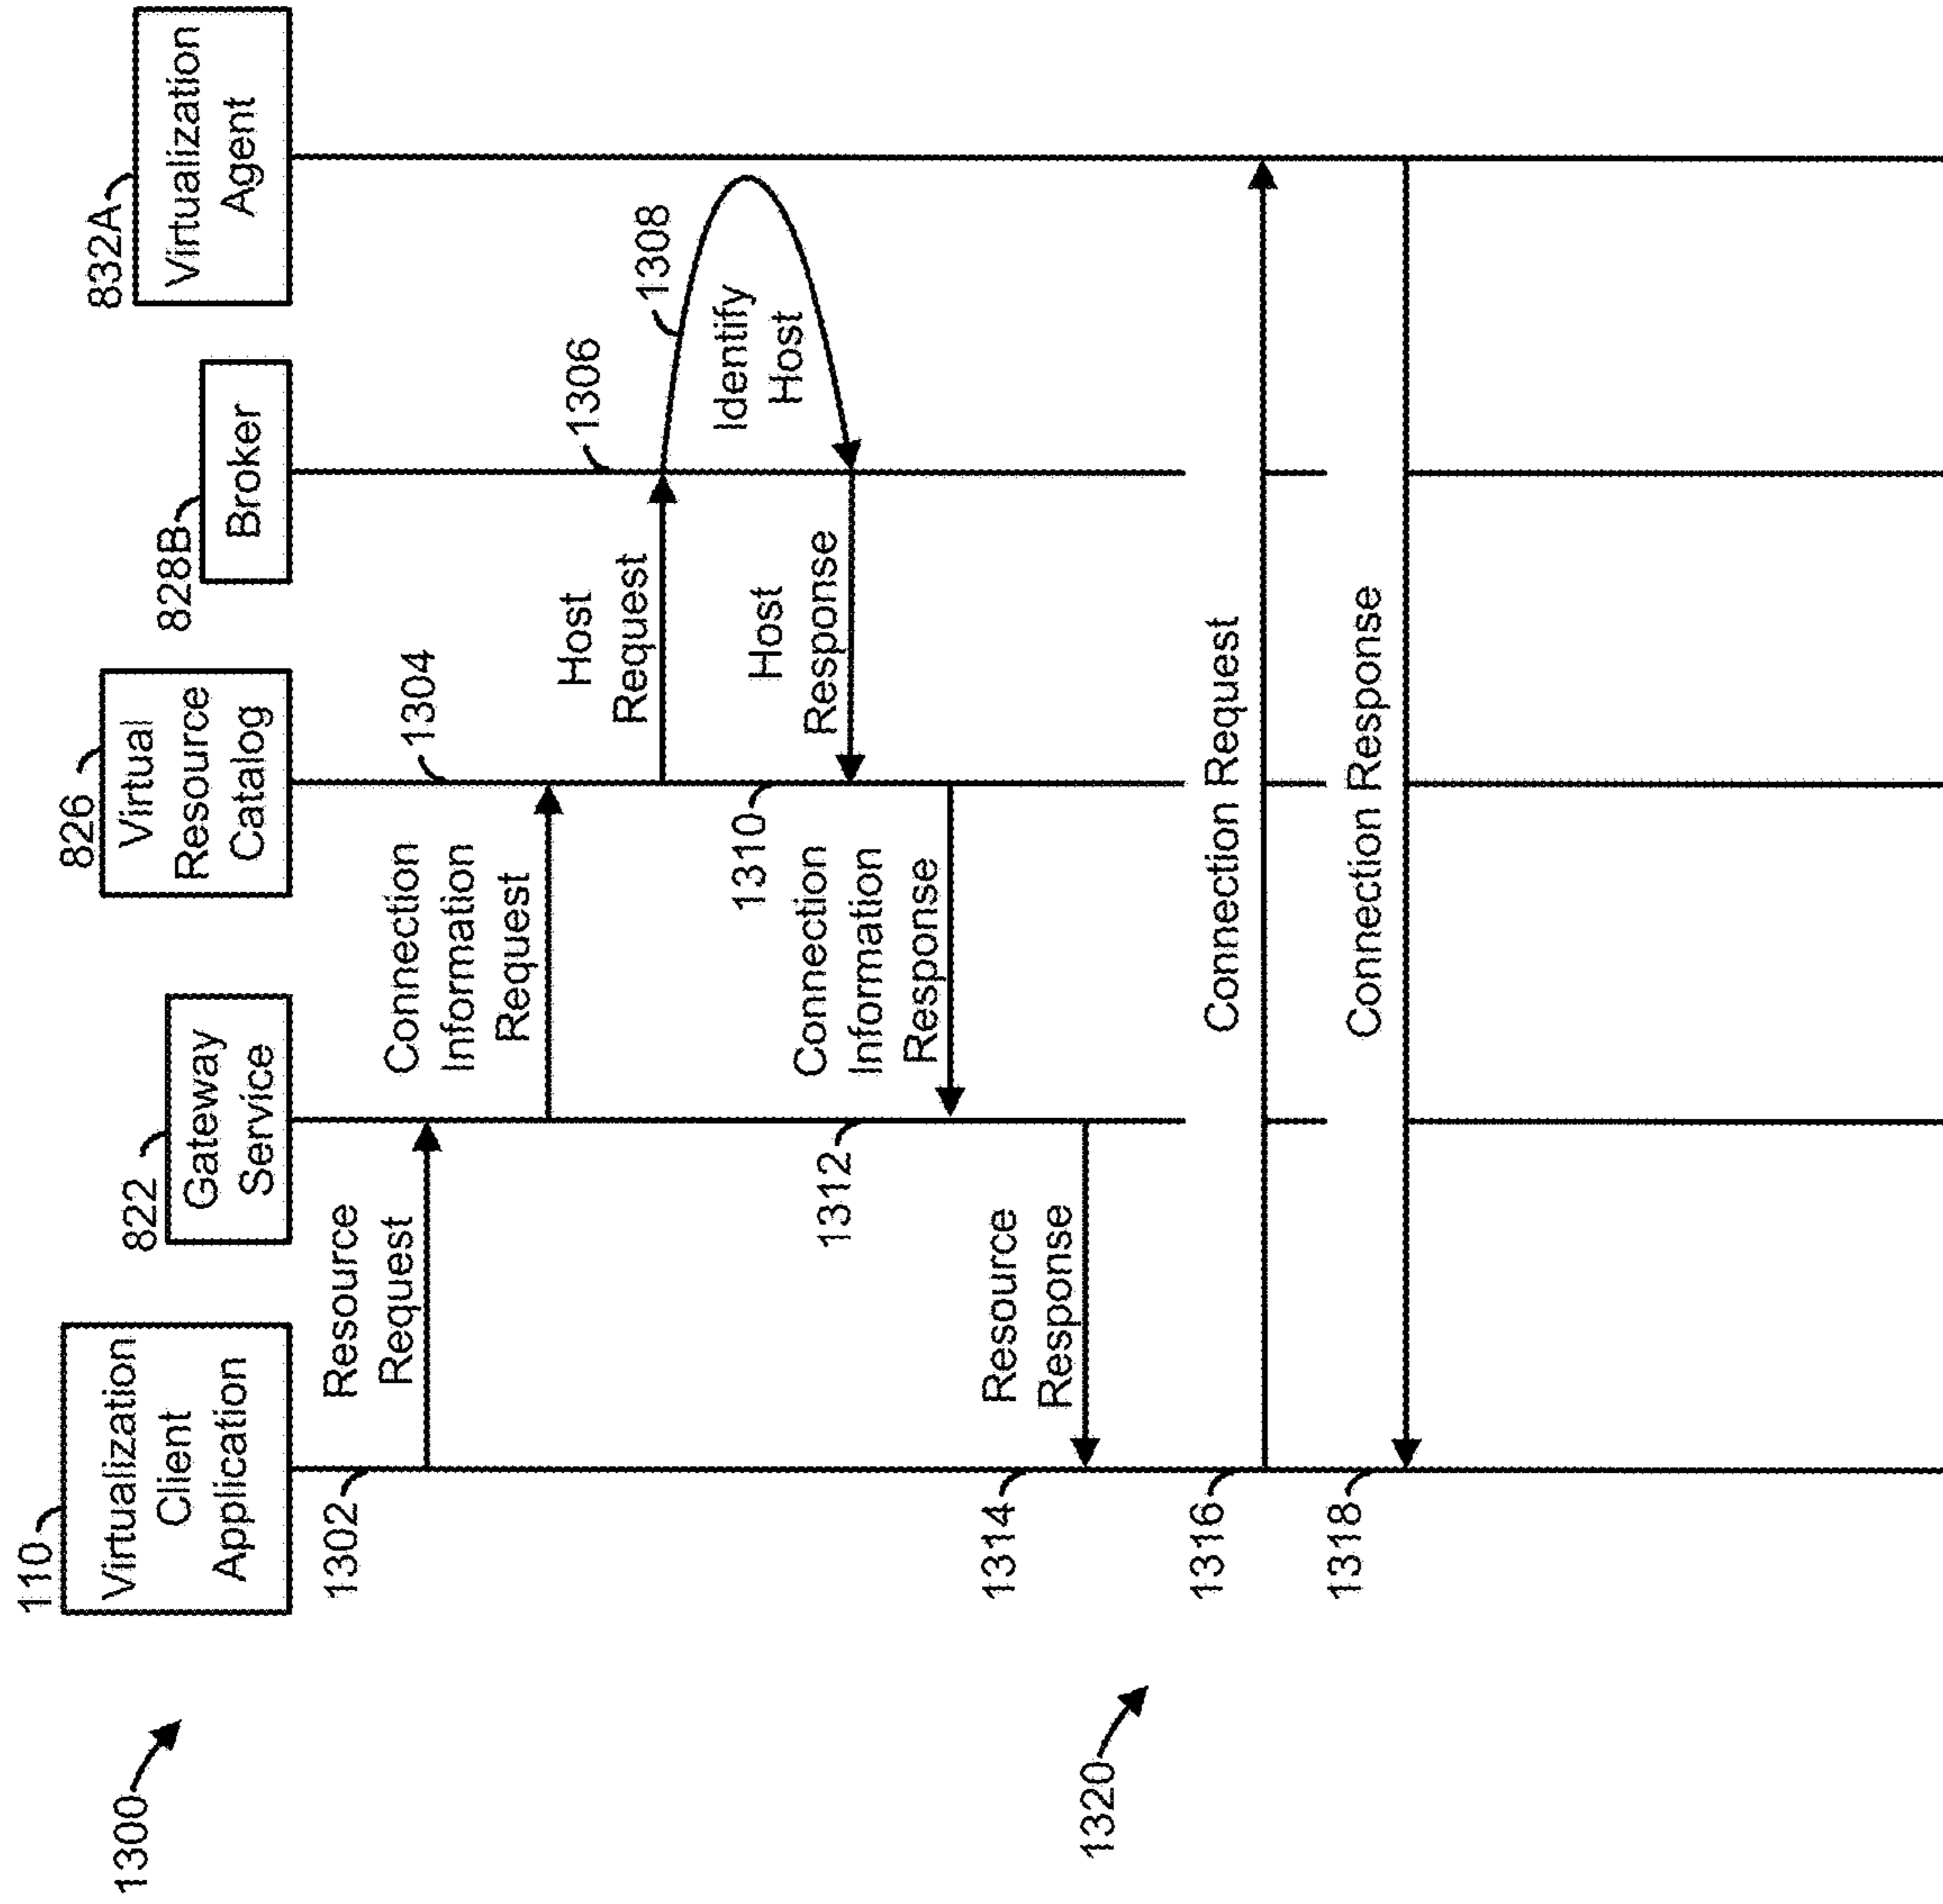 1300
110
Virtualization
Client
Application
822
Gateway
Service
826
Virtual
Resource
Catalog
828B
Broker
832A
Virtualization
Agent
1302
Resource
Request
1304
Connection
Information
Request
1306
Host
Request
1308
Identify
Host
Host
Response
1310
Connection
Information
Response
1312
Resource
Response
1314
1320
1316
Connection Request
1318
Connection Response